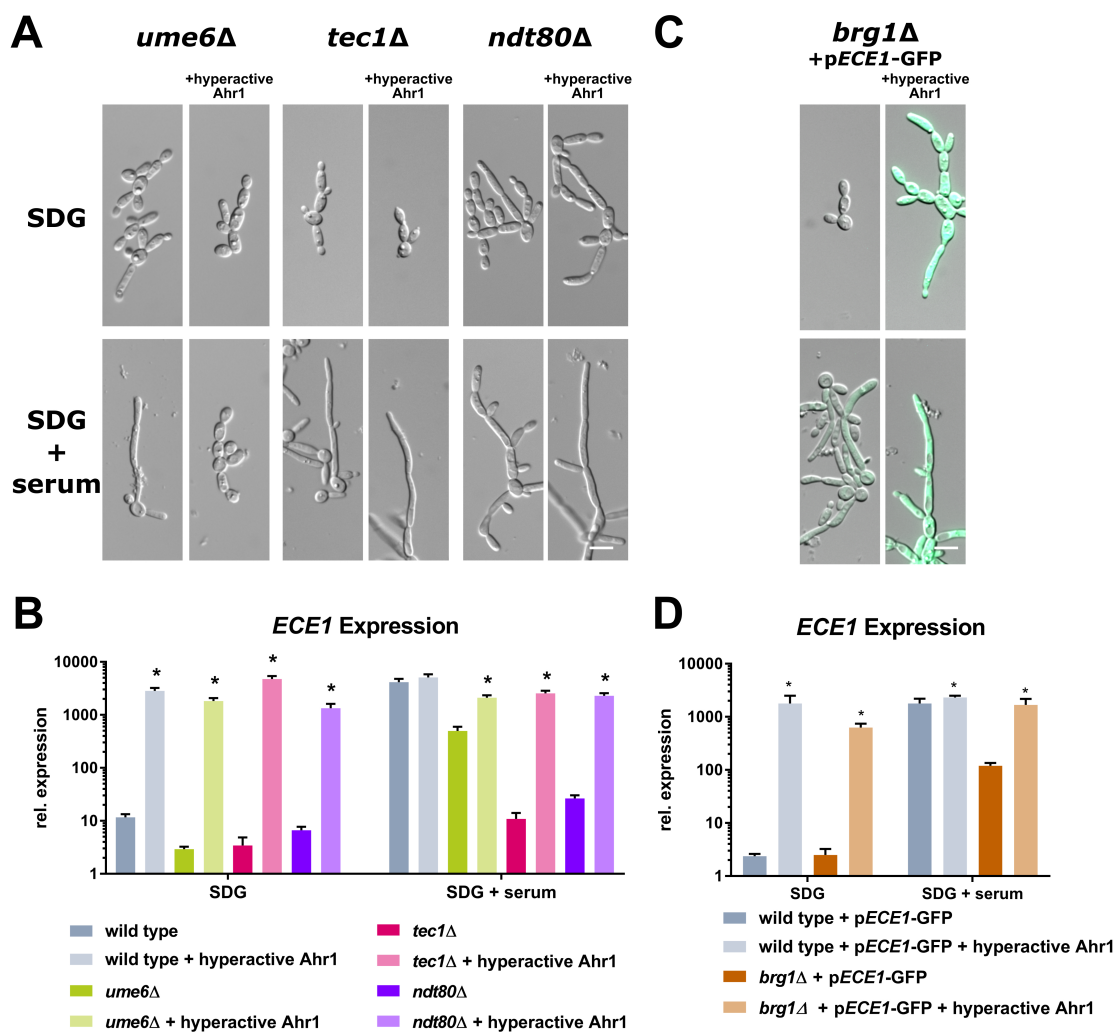 A
ume6Δ
tec1Δ
ndt80Δ
+hyperactive
Ahr1
+hyperactive
Ahr1
+hyperactive
Ahr1
SDG
SDG
+
serum
C
brg1Δ
+pECE1-GFP
+hyperactive
Ahr1
B
ECE1 Expression
rel. expression
10000
1000
100
10
1
* * * * * * *
SDG
SDG + serum
wild type
wild type + hyperactive Ahr1
ume6Δ
ume6Δ + hyperactive Ahr1
tec1Δ
tec1Δ + hyperactive Ahr1
ndt80Δ
ndt80Δ + hyperactive Ahr1
D
ECE1 Expression
rel. expression
10000
1000
100
10
1
* * * *
SDG
SDG + serum
wild type + pECE1-GFP
wild type + pECE1-GFP + hyperactive Ahr1
brg1Δ + pECE1-GFP
brg1Δ + pECE1-GFP + hyperactive Ahr1